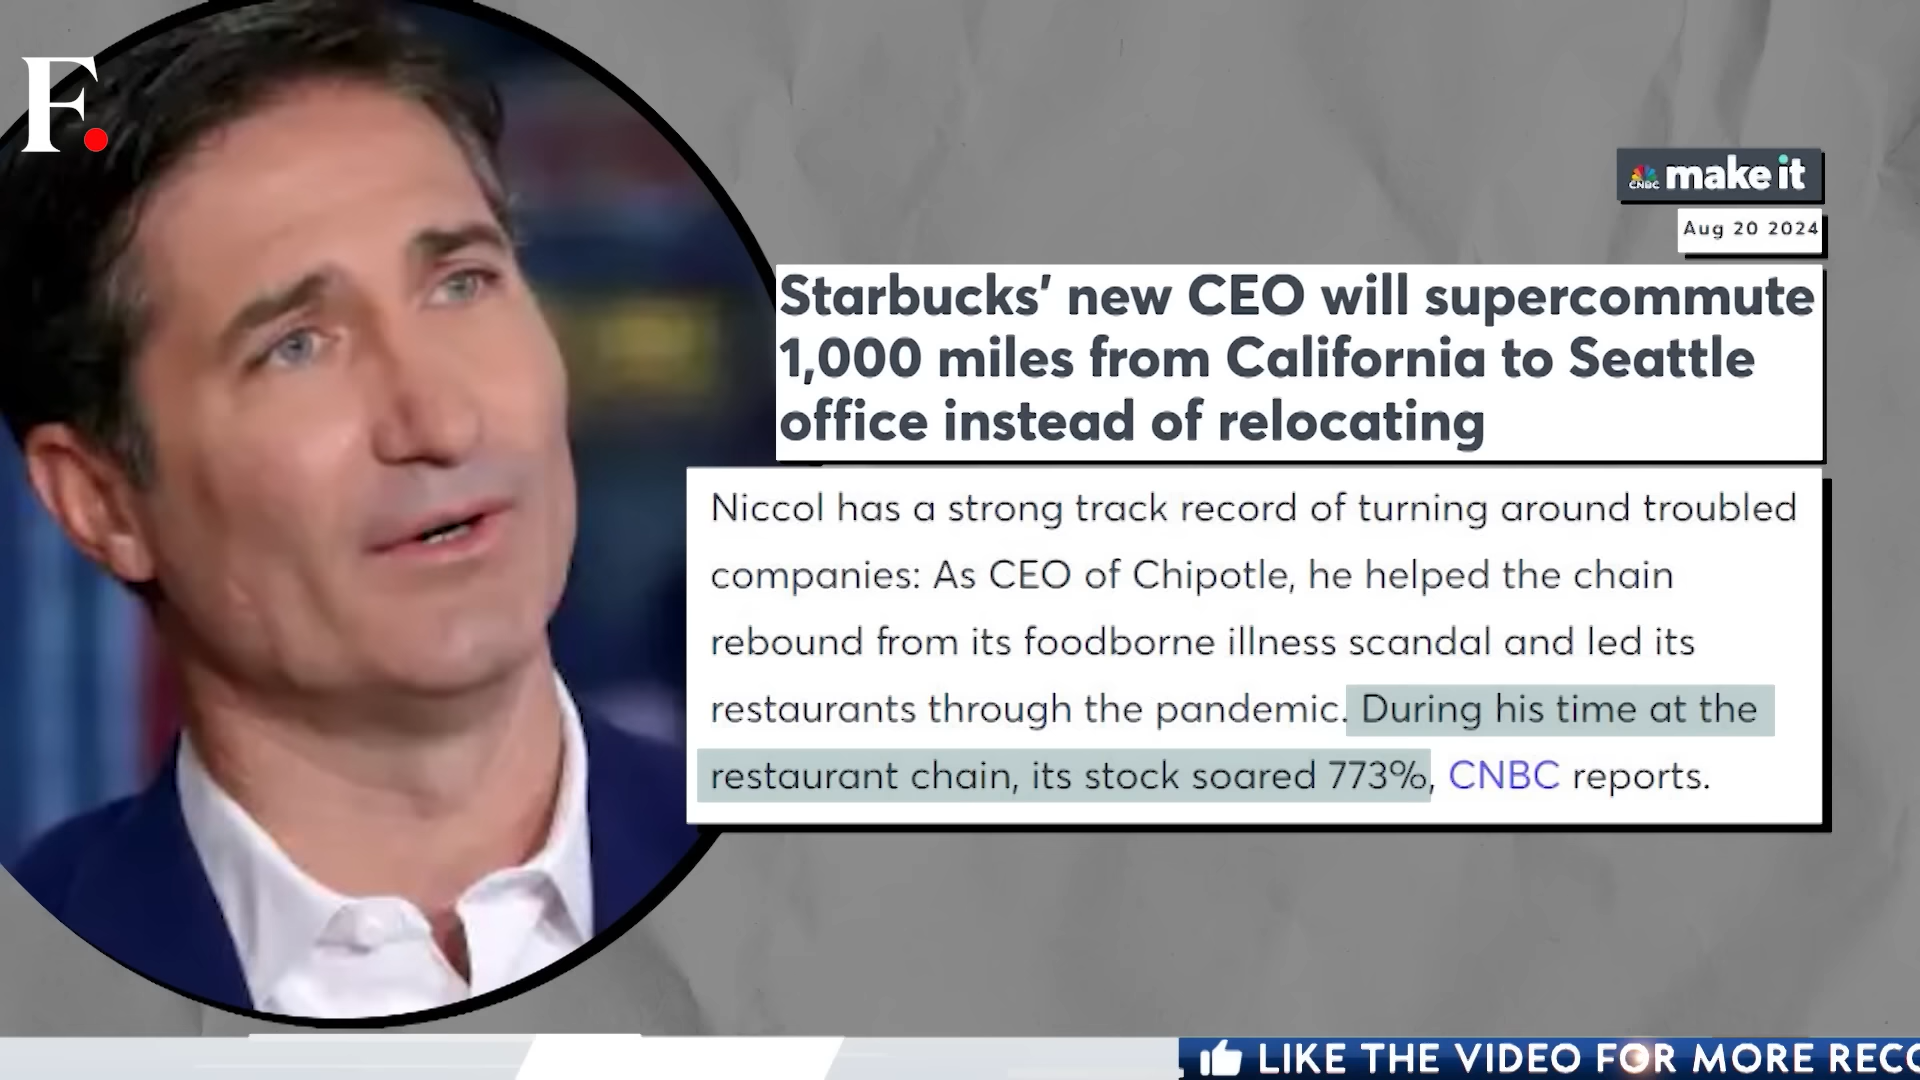 F.
CNBC make it
Aug 20 2024
Starbucks' new CEO will supercommute
1,000 miles from California to Seattle
office instead of relocating
Niccol has a strong track record of turning around troubled
companies: As CEO of Chipotle, he helped the chain
rebound from its foodborne illness scandal and led its
restaurants through the pandemic. During his time at the
restaurant chain, its stock soared 773%, CNBC reports.
LIKE THE VIDEO FOR MORE